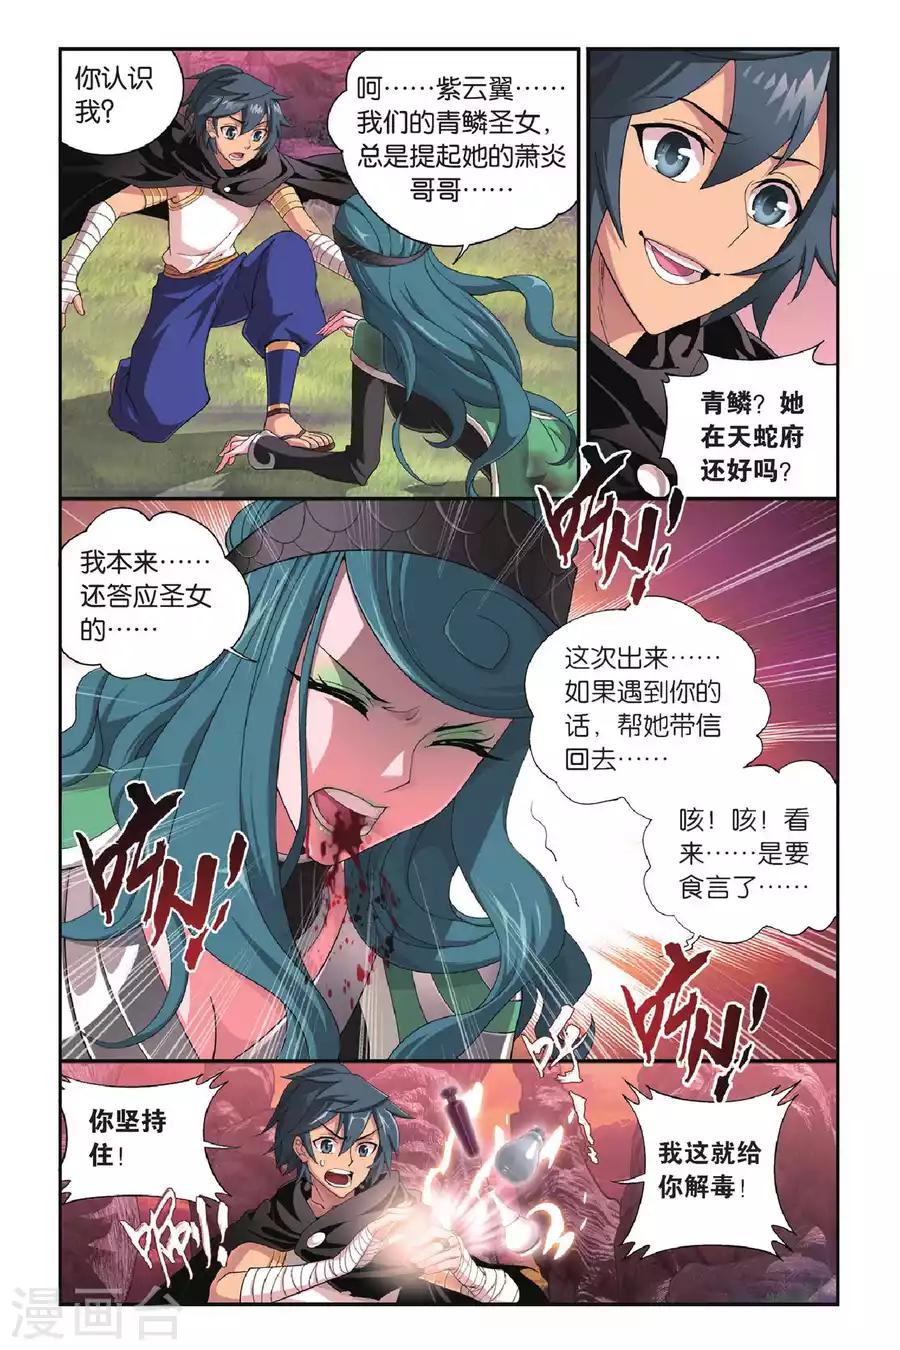 你认识
我？
呵……紫云翼……
我们的青鳞圣女，
总是提起她的萧炎
哥哥……
青鳞？她
在天蛇府
还好吗？
我本来……
还答应圣女
的……
这次出来……
如果遇到你的
话，帮她带信
回去……
咳！咳！看
来……是要
食言了……
你坚持
住！
我这就给
你解毒！
漫画台